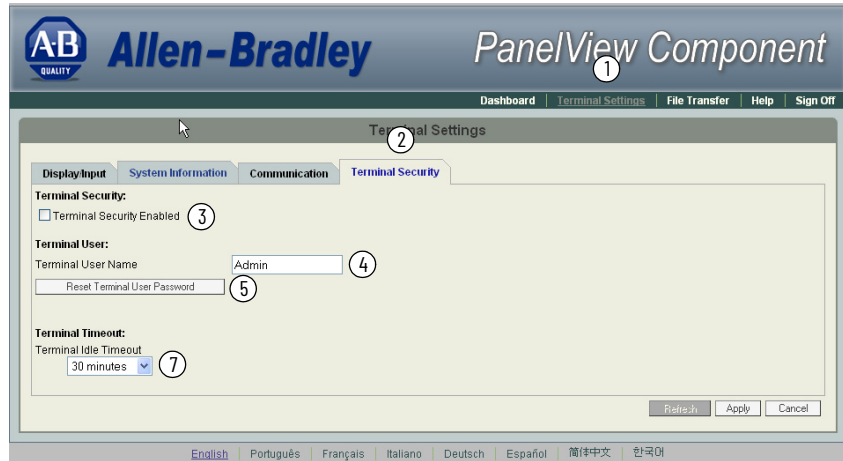 A·B
QUALITY
Allen-Bradley
PanelView Component
1
Dashboard Terminal Settings File Transfer Help Sign Off
Terminal Settings
2
Display/Input System Information Communication Terminal Security
Terminal Security:
Terminal Security Enabled 3
Terminal User:
Terminal User Name Admin 4
Reset Terminal User Password 5
Terminal Timeout:
Terminal Idle Timeout
30 minutes 7
Refresh Apply Cancel
English Português Français Italiano Deutsch Español 简体中文 한국어